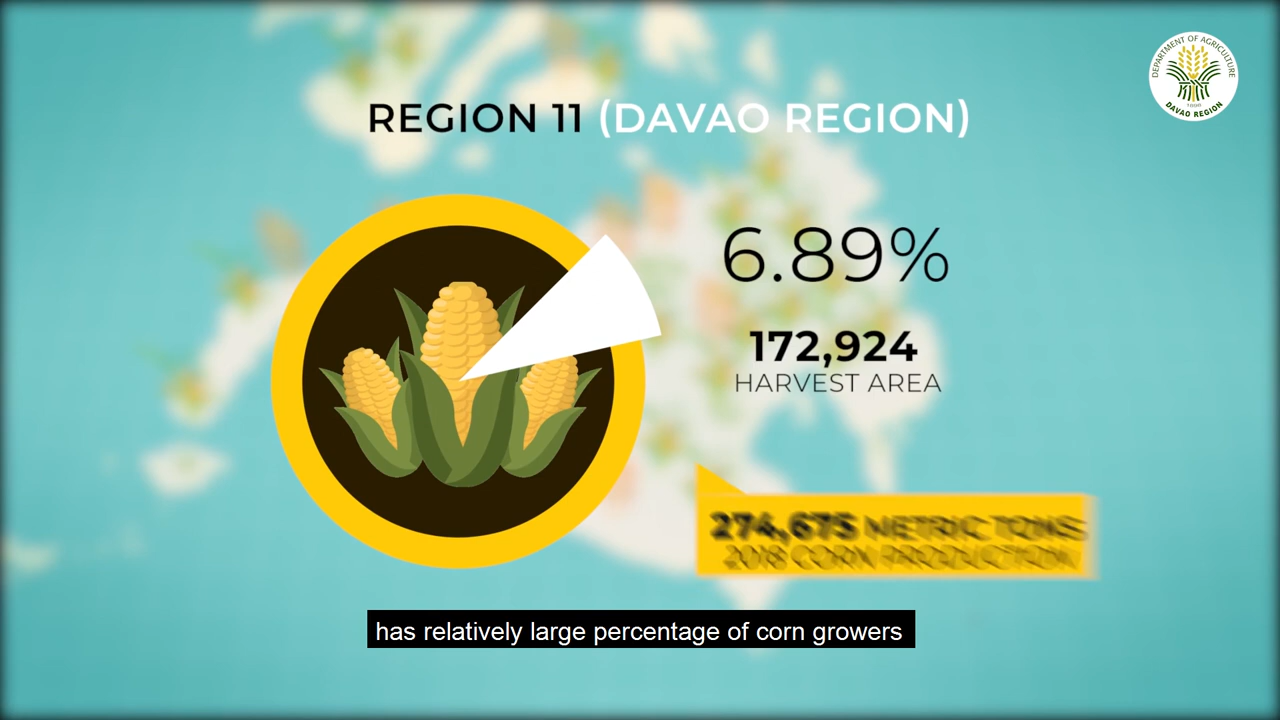 DEPARTMENT OF AGRICULTURE
DAVAO REGION
REGION 11 (DAVAO REGION)
6.89%
172,924
HARVEST AREA
274,675 METRIC TONS
2018 CORN PRODUCTION
has relatively large percentage of corn growers